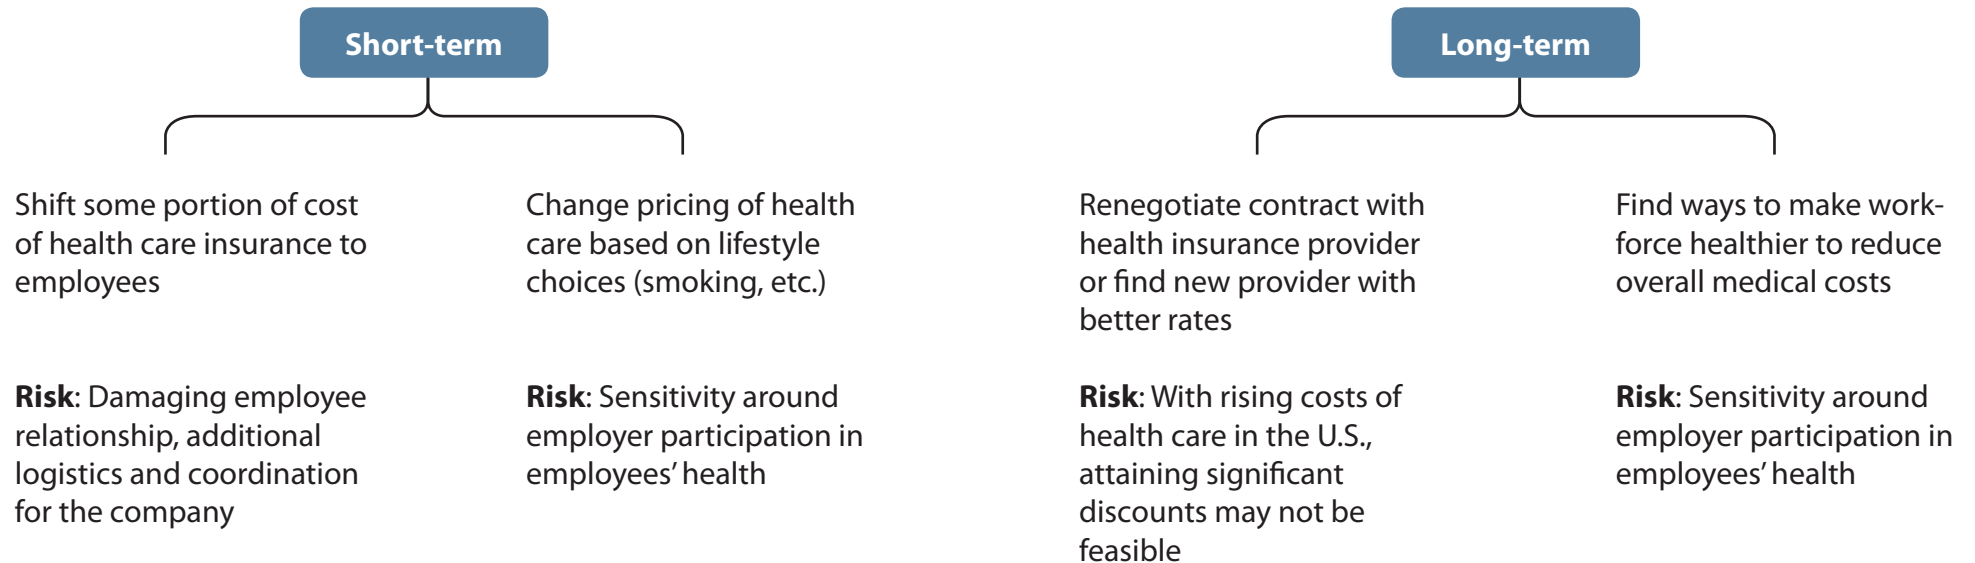 Short-term
Shift some portion of cost
of health care insurance to
employees
Risk: Damaging employee
relationship, additional
logistics and coordination
for the company
Change pricing of health
care based on lifestyle
choices (smoking, etc.)
Risk: Sensitivity around
employer participation in
employees’ health
Long-term
Renegotiate contract with
health insurance provider
or find new provider with
better rates
Risk: With rising costs of
health care in the U.S.,
attaining significant
discounts may not be
feasible
Find ways to make work-
force healthier to reduce
overall medical costs
Risk: Sensitivity around
employer participation in
employees’ health